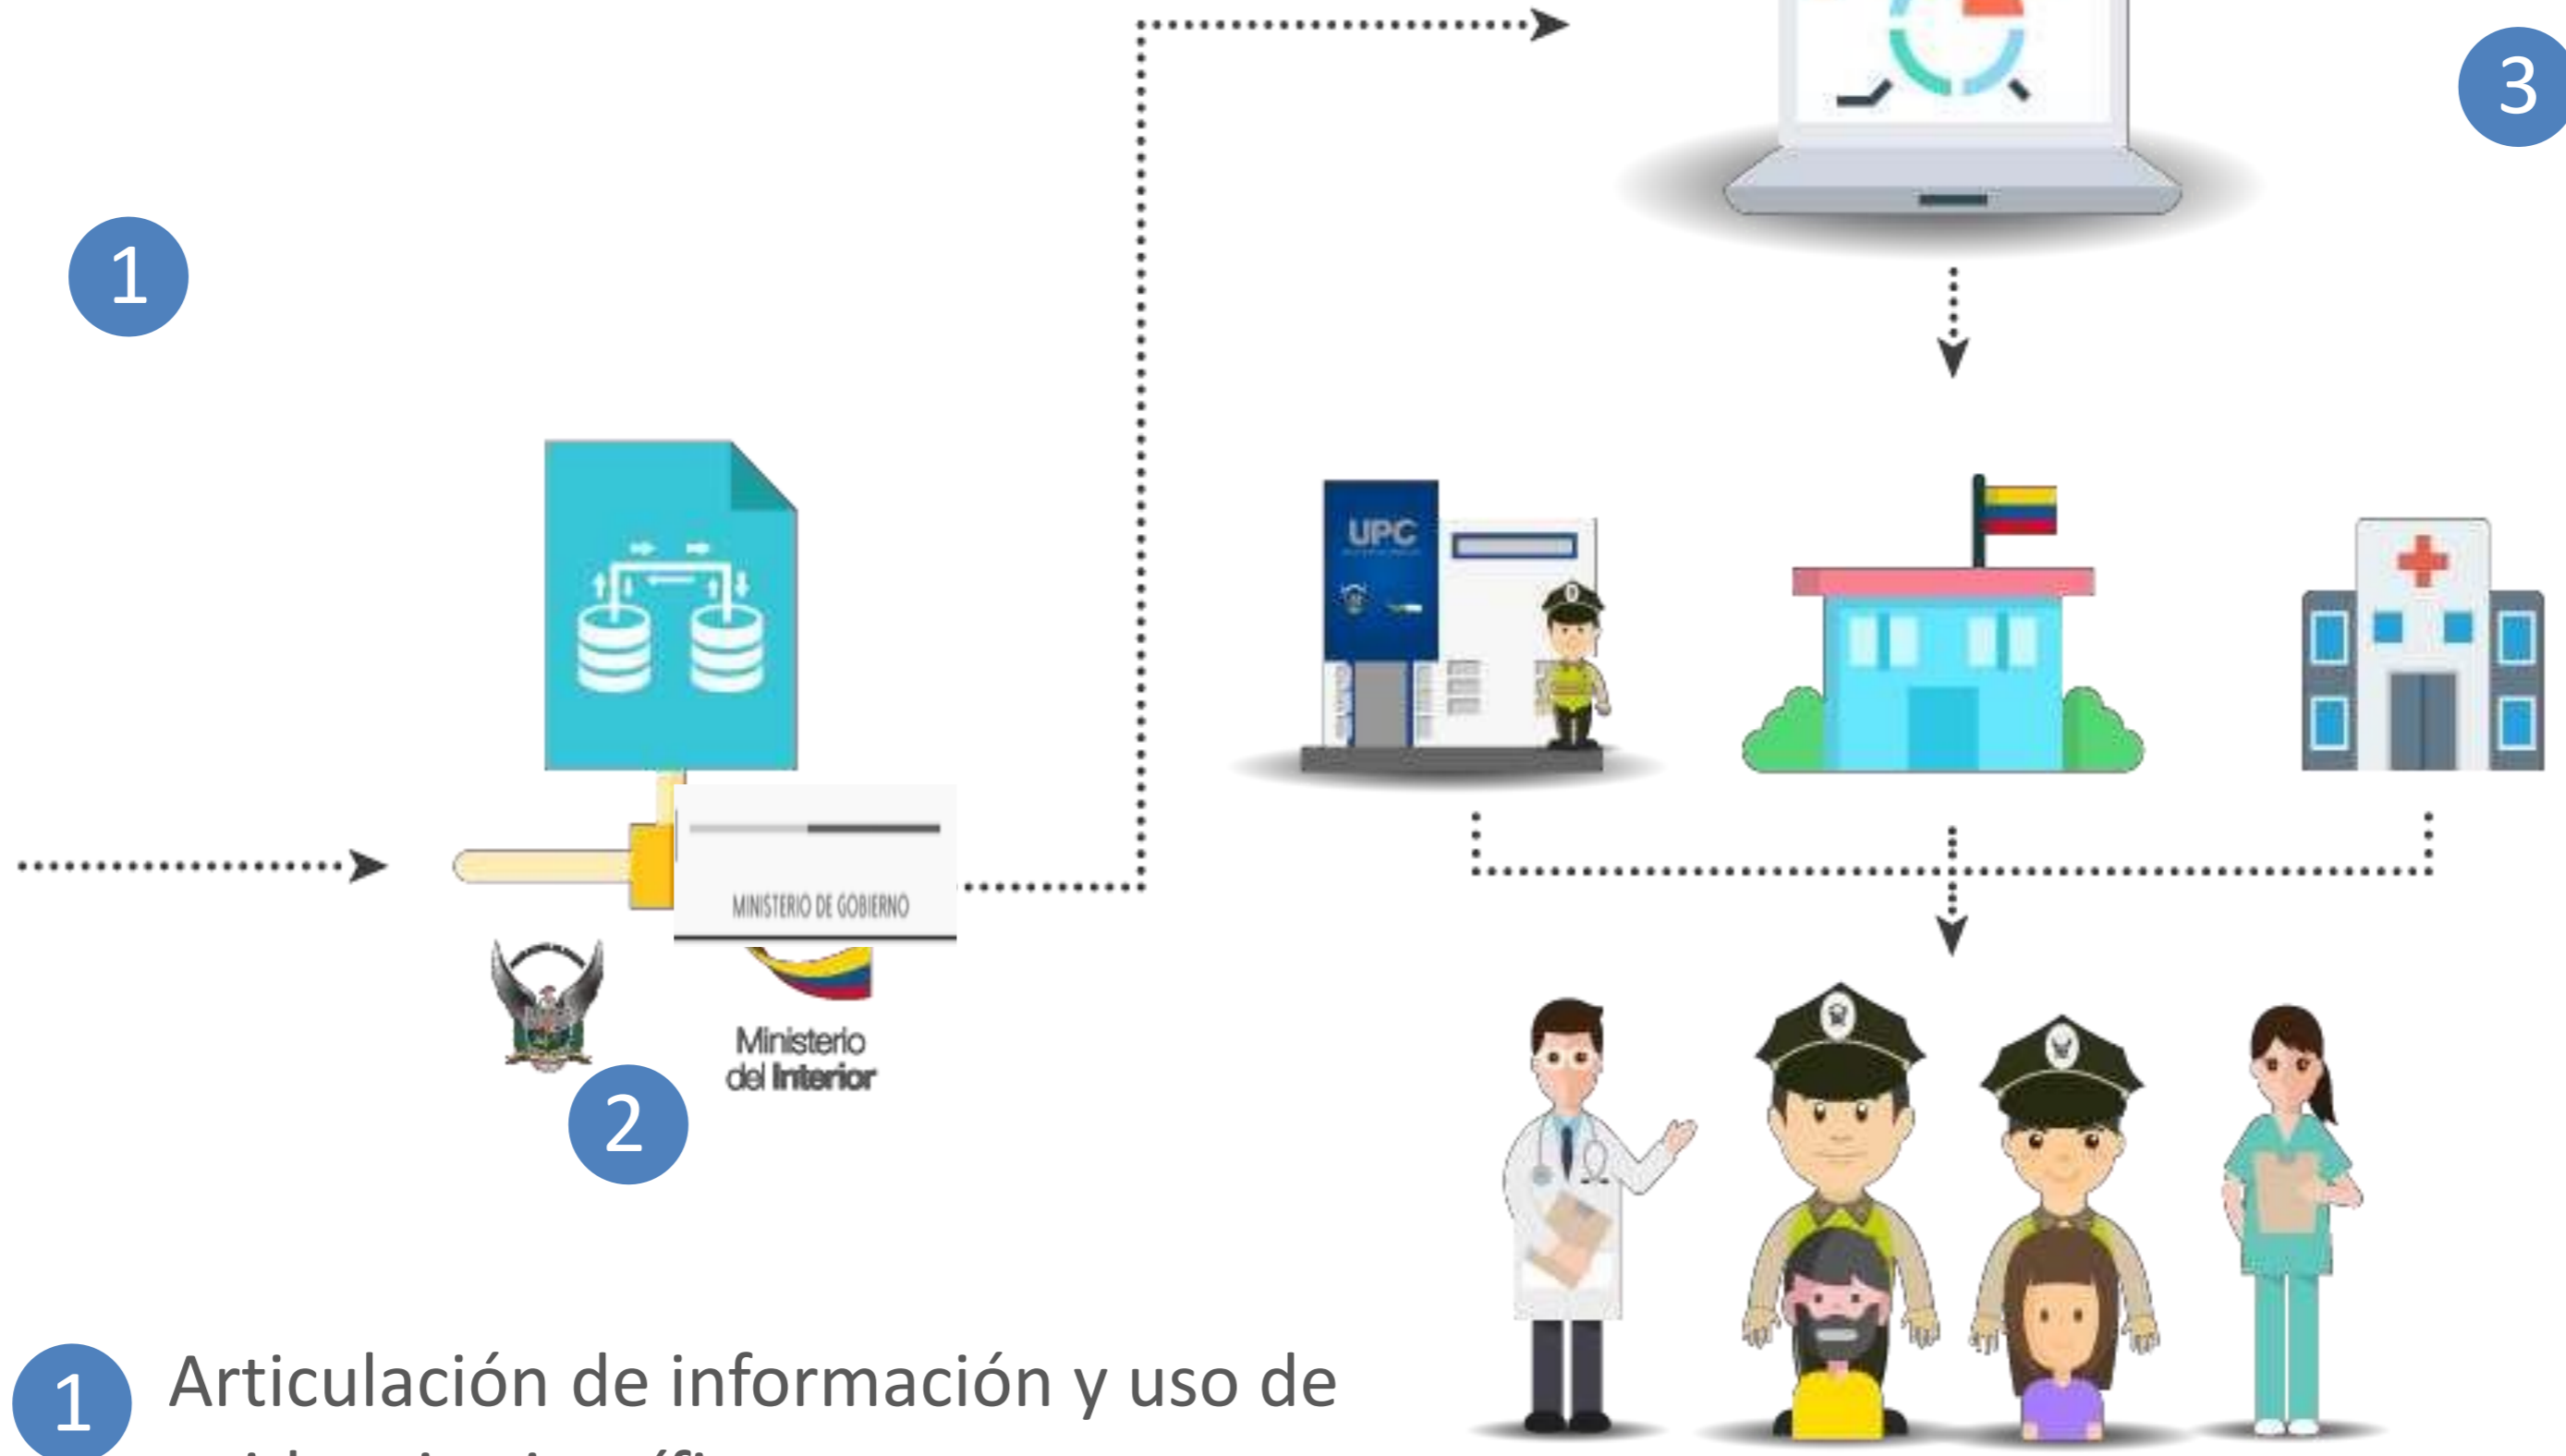 3
1
UPC
MINISTERIO DE GOBIERNO
Ministerio
del Interior
2
1 Articulación de información y uso de